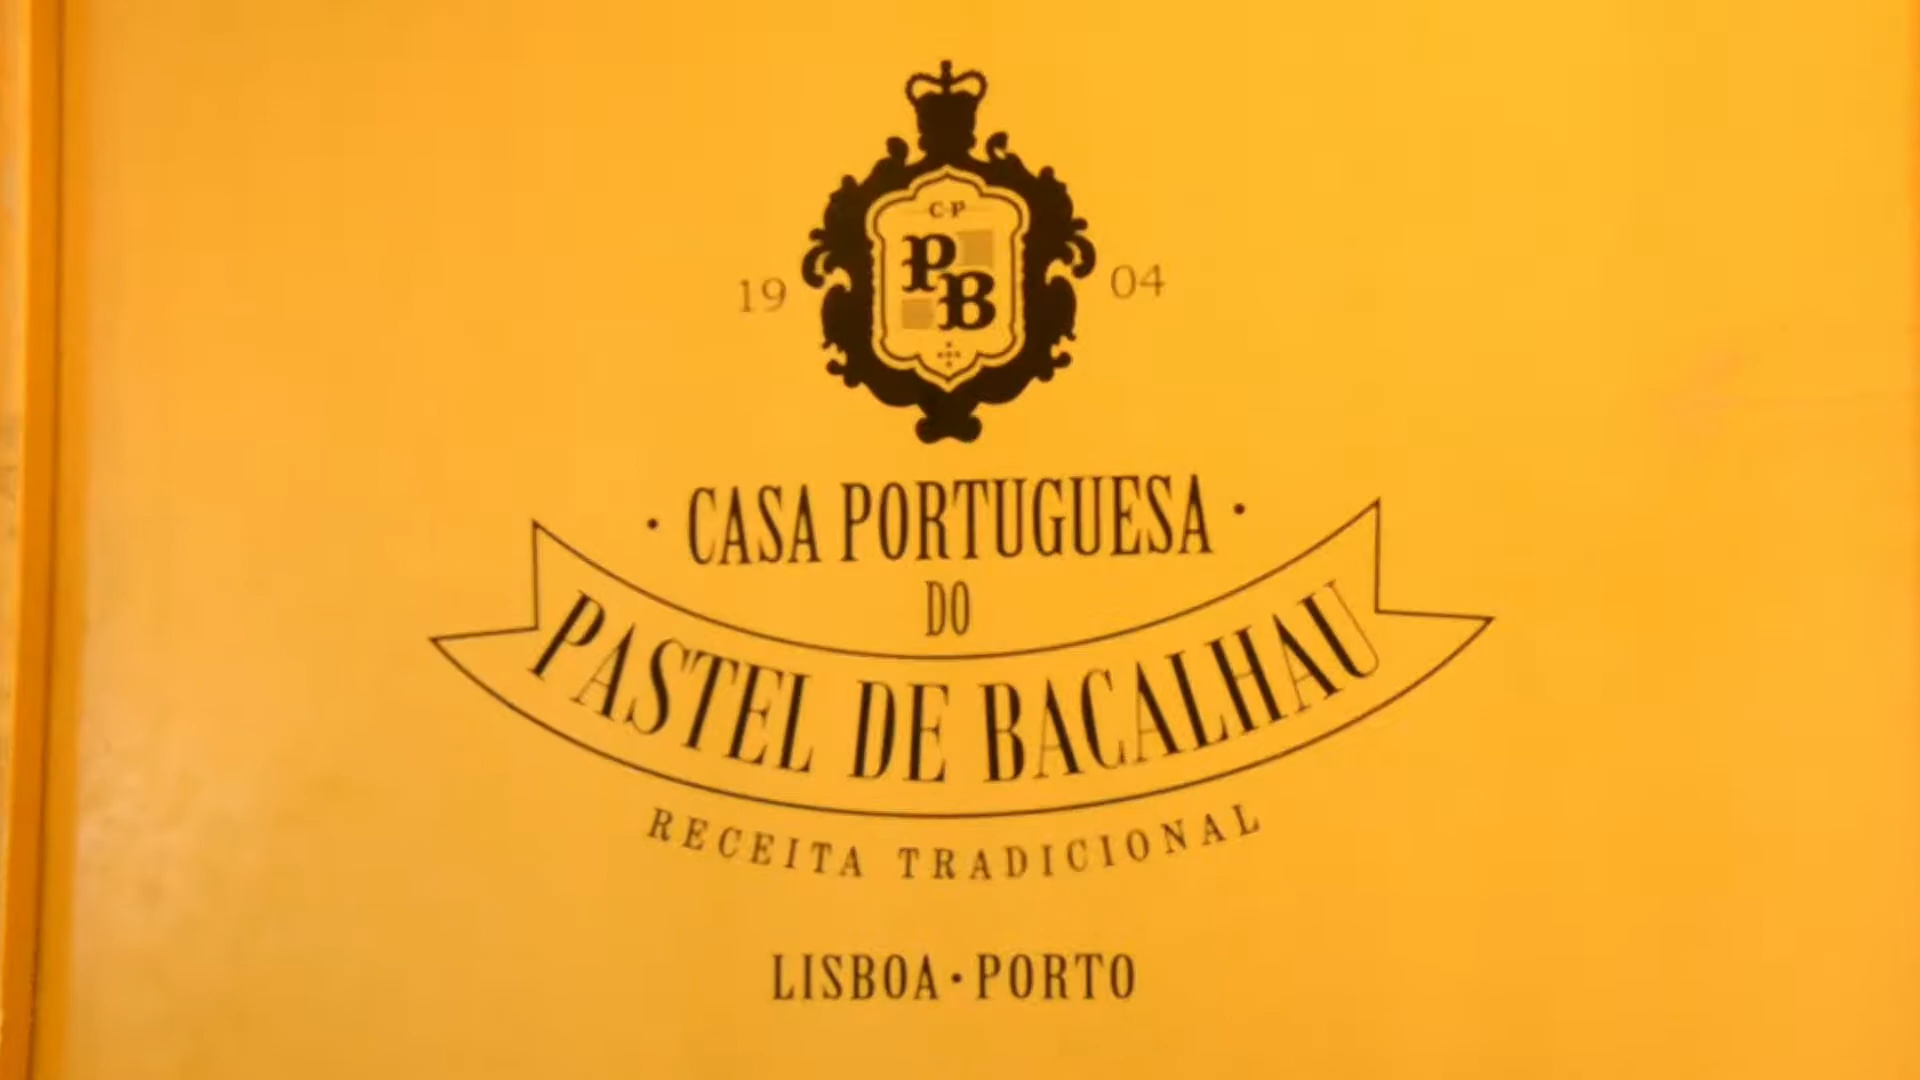 C·P
PB
19 04
· CASA PORTUGUESA ·
DO
PASTEL DE BACALHAU
RECEITA TRADICIONAL
LISBOA · PORTO